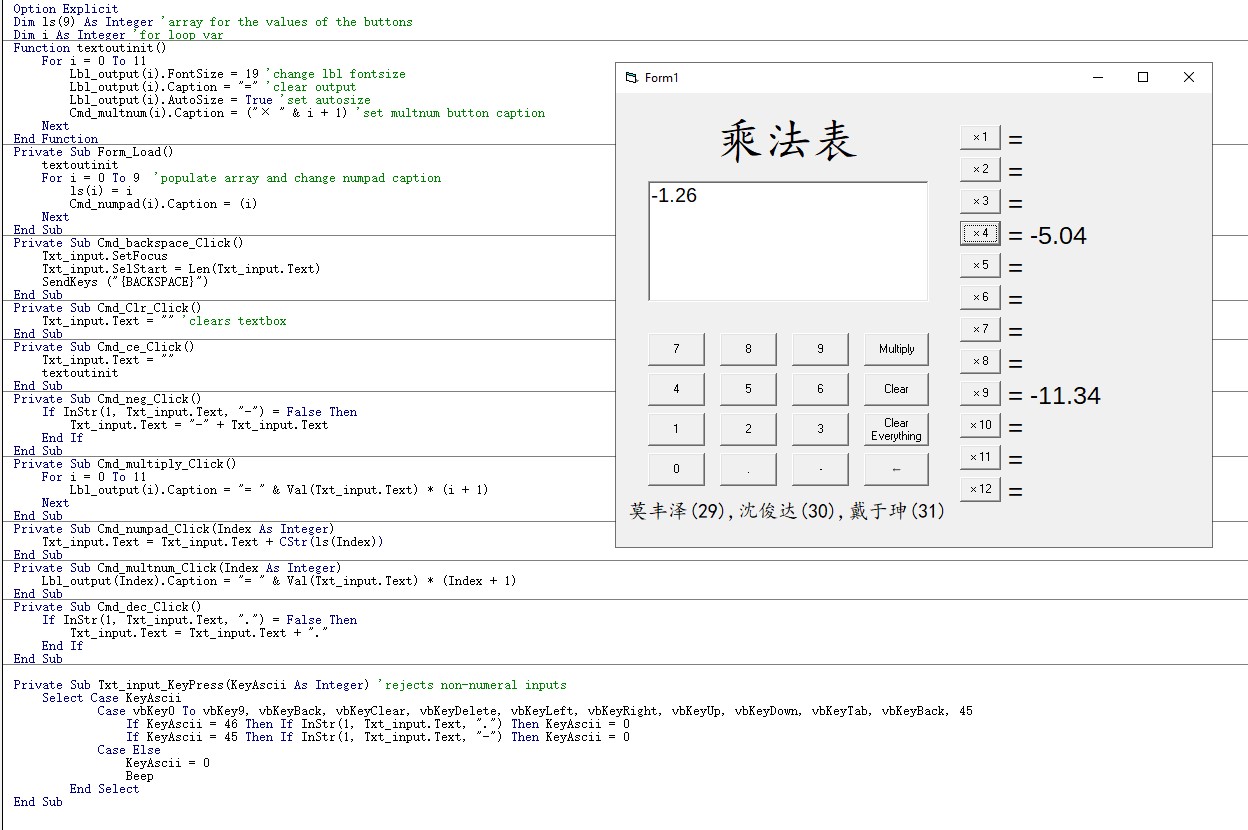 Option Explicit
Dim ls(9) As Integer 'array for the values of the buttons
Dim i As Integer 'for loop var
Function textoutinit()
For i = 0 To 11
Lbl_output(i).FontSize = 19 'change lbl fontsize
Lbl_output(i).Caption = "=" 'clear output
Lbl_output(i).AutoSize = True 'set autosize
Cmd_multnum(i).Caption = ("× " & i + 1) 'set multnum button caption
Next
End Function
Private Sub Form_Load()
textoutinit
For i = 0 To 9 'populate array and change numpad caption
ls(i) = i
Cmd_numpad(i).Caption = (i)
Next
End Sub
Private Sub Cmd_backspace_Click()
Txt_input.SetFocus
Txt_input.SelStart = Len(Txt_input.Text)
SendKeys ("{BACKSPACE}")
End Sub
Private Sub Cmd_Clr_Click()
Txt_input.Text = "" 'clears textbox
End Sub
Private Sub Cmd_ce_Click()
Txt_input.Text = ""
textoutinit
End Sub
Private Sub Cmd_neg_Click()
If InStr(1, Txt_input.Text, "-") = False Then
Txt_input.Text = "-" + Txt_input.Text
End If
End Sub
Private Sub Cmd_multiply_Click()
For i = 0 To 11
Lbl_output(i).Caption = "= " & Val(Txt_input.Text) * (i + 1)
Next
End Sub
Private Sub Cmd_numpad_Click(Index As Integer)
Txt_input.Text = Txt_input.Text + CStr(ls(Index))
End Sub
Private Sub Cmd_multnum_Click(Index As Integer)
Lbl_output(Index).Caption = "= " & Val(Txt_input.Text) * (Index + 1)
End Sub
Private Sub Cmd_dec_Click()
If InStr(1, Txt_input.Text, ".") = False Then
Txt_input.Text = Txt_input.Text + "."
End If
End Sub
Private Sub Txt_input_KeyPress(KeyAscii As Integer) 'rejects non-numeral inputs
Select Case KeyAscii
Case vbKey0 To vbKey9, vbKeyBack, vbKeyClear, vbKeyDelete, vbKeyLeft, vbKeyRight, vbKeyUp, vbKeyDown, vbKeyTab, vbKeyBack, 45
If KeyAscii = 46 Then If InStr(1, Txt_input.Text, ".") Then KeyAscii = 0
If KeyAscii = 45 Then If InStr(1, Txt_input.Text, "-") Then KeyAscii = 0
Case Else
KeyAscii = 0
Beep
End Select
End Sub
Form1
乘法表
-1.26
7 8 9 Multiply
4 5 6 Clear
1 2 3 Clear Everything
0 . - ←
莫丰泽(29),沈俊达(30),戴于珅(31)
×1 =
×2 =
×3 =
×4 = -5.04
×5 =
×6 =
×7 =
×8 =
×9 = -11.34
×10 =
×11 =
×12 =